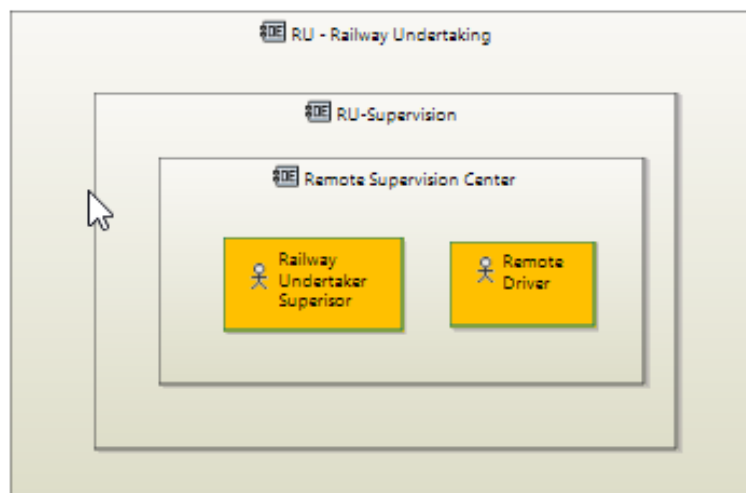 RU - Railway Undertaking
RU-Supervision
Remote Supervision Center
Railway
Undertaker
Superisor
Remote
Driver